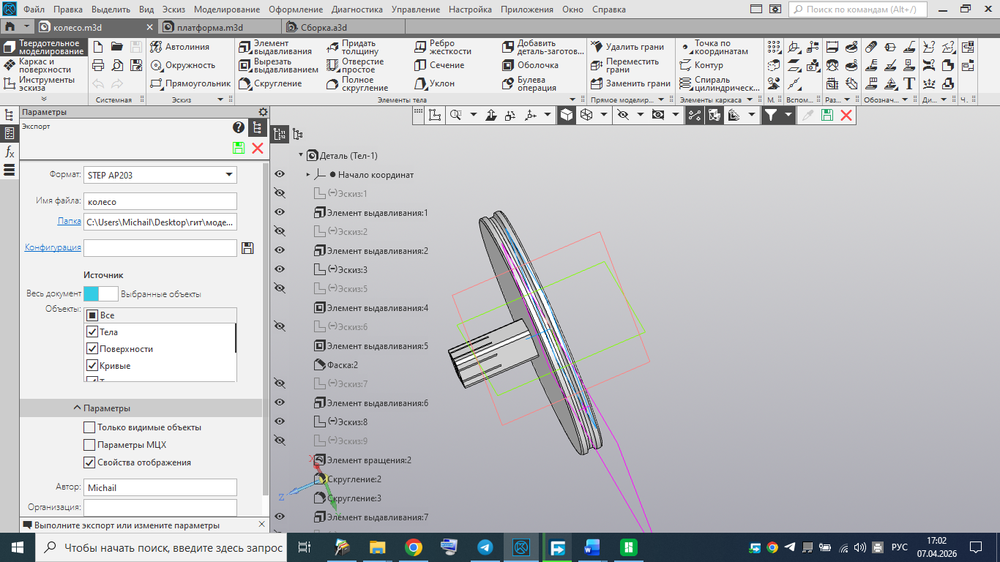 Файл Правка Выделить Вид Эскиз Моделирование Оформление Диагностика Управление Настройка Приложения Окно Справка
Поиск по командам (Alt+/)
колесо.m3d
платформа.m3d
Сборка.a3d
Твердотельное моделирование
Каркас и поверхности
Инструменты эскиза
Системная
Автолиния
Окружность
Прямоугольник
Эскиз
Элемент выдавливания
Вырезать выдавливанием
Скругление
Придать толщину
Отверстие простое
Полное скругление
Ребро жесткости
Сечение
Уклон
Добавить деталь-заготов...
Оболочка
Булева операция
Элементы тела
Удалить грани
Переместить грани
Заменить грани
Прямое моделир...
Точка по координатам
Контур
Спираль цилиндрическ...
Элементы каркаса
М.
Вспом...
Раз...
Обознач...
Ди...
Ч..
Параметры
Экспорт
Формат: STEP AP203
Имя файла: колесо
Папка C:\Users\Michail\Desktop\гит\моде...
Конфигурация
Источник
Весь документ Выбранные объекты
Объекты: Все
Тела
Поверхности
Кривые
Параметры
Только видимые объекты
Параметры МЦХ
Свойства отображения
Автор: Michail
Организация:
Выполните экспорт или измените параметры
Деталь (Тел-1)
Начало координат
(−)Эскиз:1
Элемент выдавливания:1
(−)Эскиз:2
Элемент выдавливания:2
(−)Эскиз:3
(−)Эскиз:5
Элемент выдавливания:4
(−)Эскиз:6
Элемент выдавливания:5
Фаска:2
(−)Эскиз:7
Элемент выдавливания:6
(−)Эскиз:8
(−)Эскиз:9
Элемент вращения:2
Скругление:2
Скругление:3
Элемент выдавливания:7
X
Z
Чтобы начать поиск, введите здесь запрос
РУС
17:02
07.04.2026